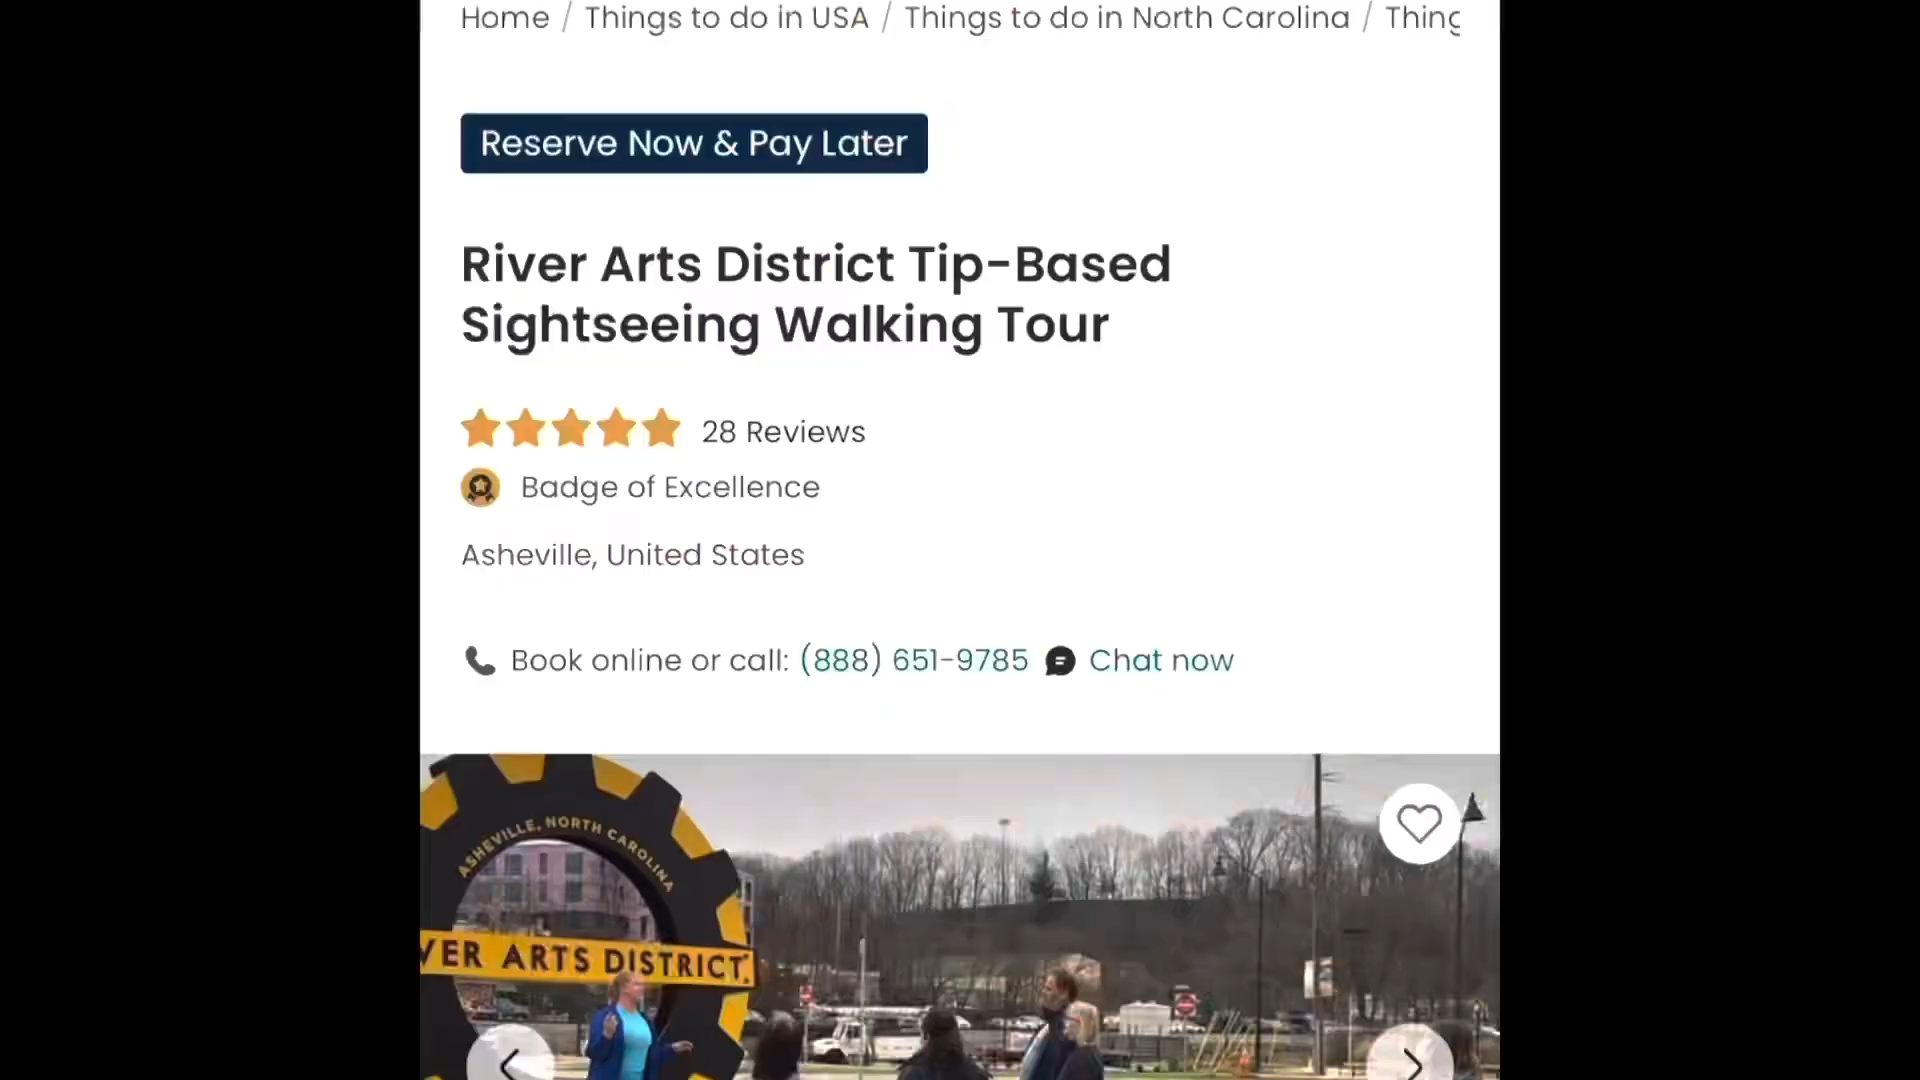 Home / Things to do in USA / Things to do in North Carolina / Thing
Reserve Now & Pay Later
River Arts District Tip-Based
Sightseeing Walking Tour
28 Reviews
Badge of Excellence
Asheville, United States
Book online or call: (888) 651-9785 Chat now
ASHEVILLE, NORTH CAROLINA
VER ARTS DISTRICT.